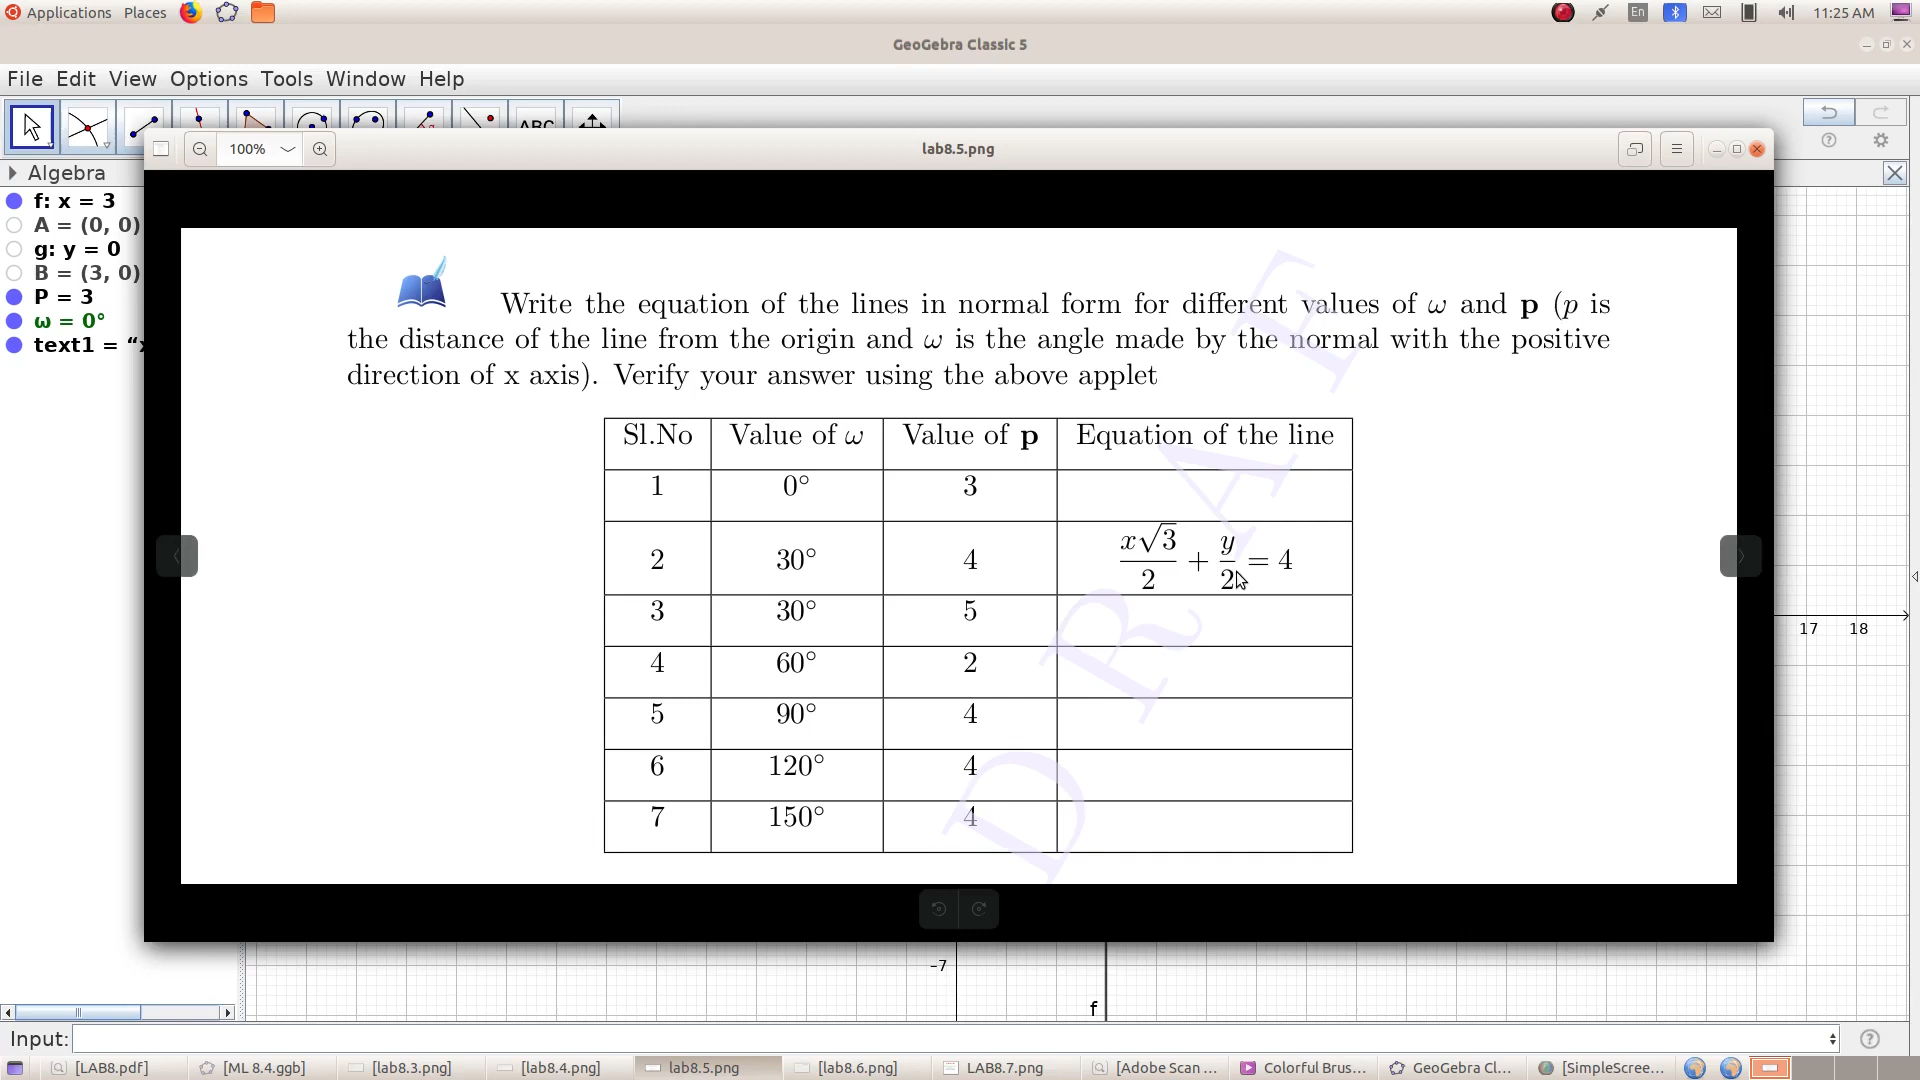 Applications Places En 11:25 AM
GeoGebra Classic 5
File Edit View Options Tools Window Help
ABC
100% lab8.5.png
Algebra
f: x = 3
A = (0, 0)
g: y = 0
B = (3, 0)
P = 3
ω = 0°
text1 = “
Write the equation of the lines in normal form for different values of ω and p (p is
the distance of the line from the origin and ω is the angle made by the normal with the positive
direction of x axis). Verify your answer using the above applet
Sl.No Value of ω Value of p Equation of the line
1 0° 3
2 30° 4 x√3/2 + y/2 = 4
3 30° 5
4 60° 2
5 90° 4
6 120° 4
7 150° 4
DRAF
17 18
-7
f
Input:
[LAB8.pdf] [ML 8.4.ggb] [lab8.3.png] [lab8.4.png] lab8.5.png [lab8.6.png] LAB8.7.png [Adobe Scan ... Colorful Brus... GeoGebra Cl... [SimpleScree...